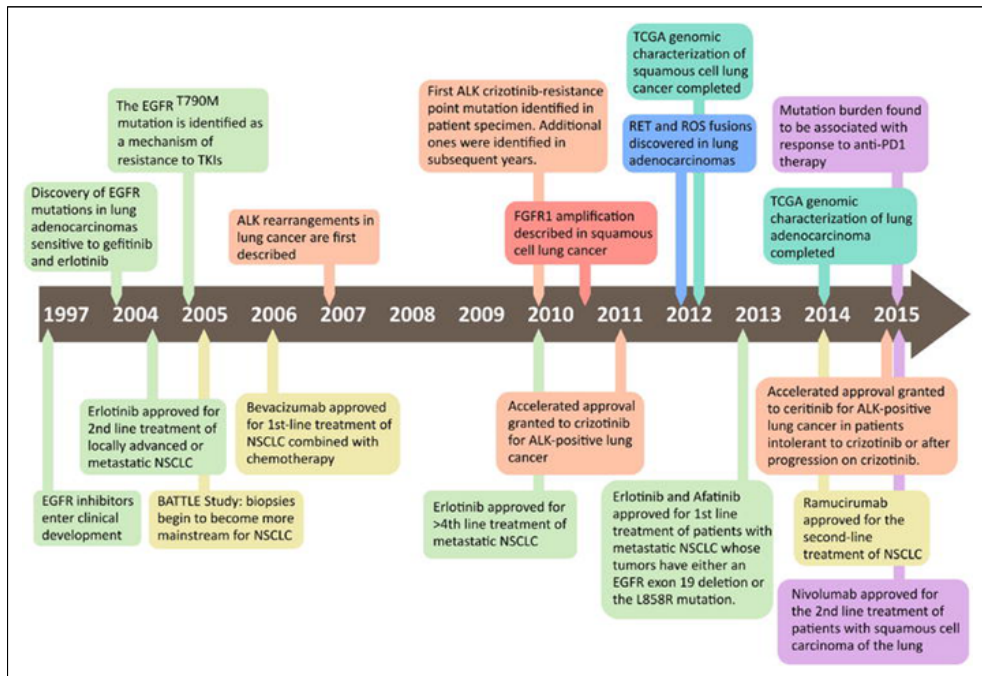 TCGA genomic
characterization of
squamous cell lung
cancer completed
The EGFR T790M
mutation is identified as
a mechanism of
resistance to TKIs
First ALK crizotinib-resistance
point mutation identified in
patient specimen. Additional
ones were identified in
subsequent years.
RET and ROS fusions
discovered in lung
adenocarcinomas
Mutation burden found
to be associated with
response to anti-PD1
therapy
Discovery of EGFR
mutations in lung
adenocarcinomas
sensitive to gefitinib
and erlotinib
ALK rearrangements in
lung cancer are first
described
FGFR1 amplification
described in squamous
cell lung cancer
TCGA genomic
characterization of lung
adenocarcinoma
completed
1997 2004 2005 2006 2007 2008 2009 2010 2011 2012 2013 2014 2015
Erlotinib approved for
2nd line treatment of
locally advanced or
metastatic NSCLC
Bevacizumab approved
for 1st-line treatment of
NSCLC combined with
chemotherapy
Accelerated approval
granted to crizotinib
for ALK-positive lung
cancer
Accelerated approval granted
to ceritinib for ALK-positive
lung cancer in patients
intolerant to crizotinib or after
progression on crizotinib.
EGFR inhibitors
enter clinical
development
BATTLE Study: biopsies
begin to become more
mainstream for NSCLC
Erlotinib approved for
>4th line treatment of
metastatic NSCLC
Erlotinib and Afatinib
approved for 1st line
treatment of patients with
metastatic NSCLC whose
tumors have either an
EGFR exon 19 deletion or
the L858R mutation.
Ramucirumab
approved for the
second-line
treatment of NSCLC
Nivolumab approved for
the 2nd line treatment of
patients with squamous cell
carcinoma of the lung